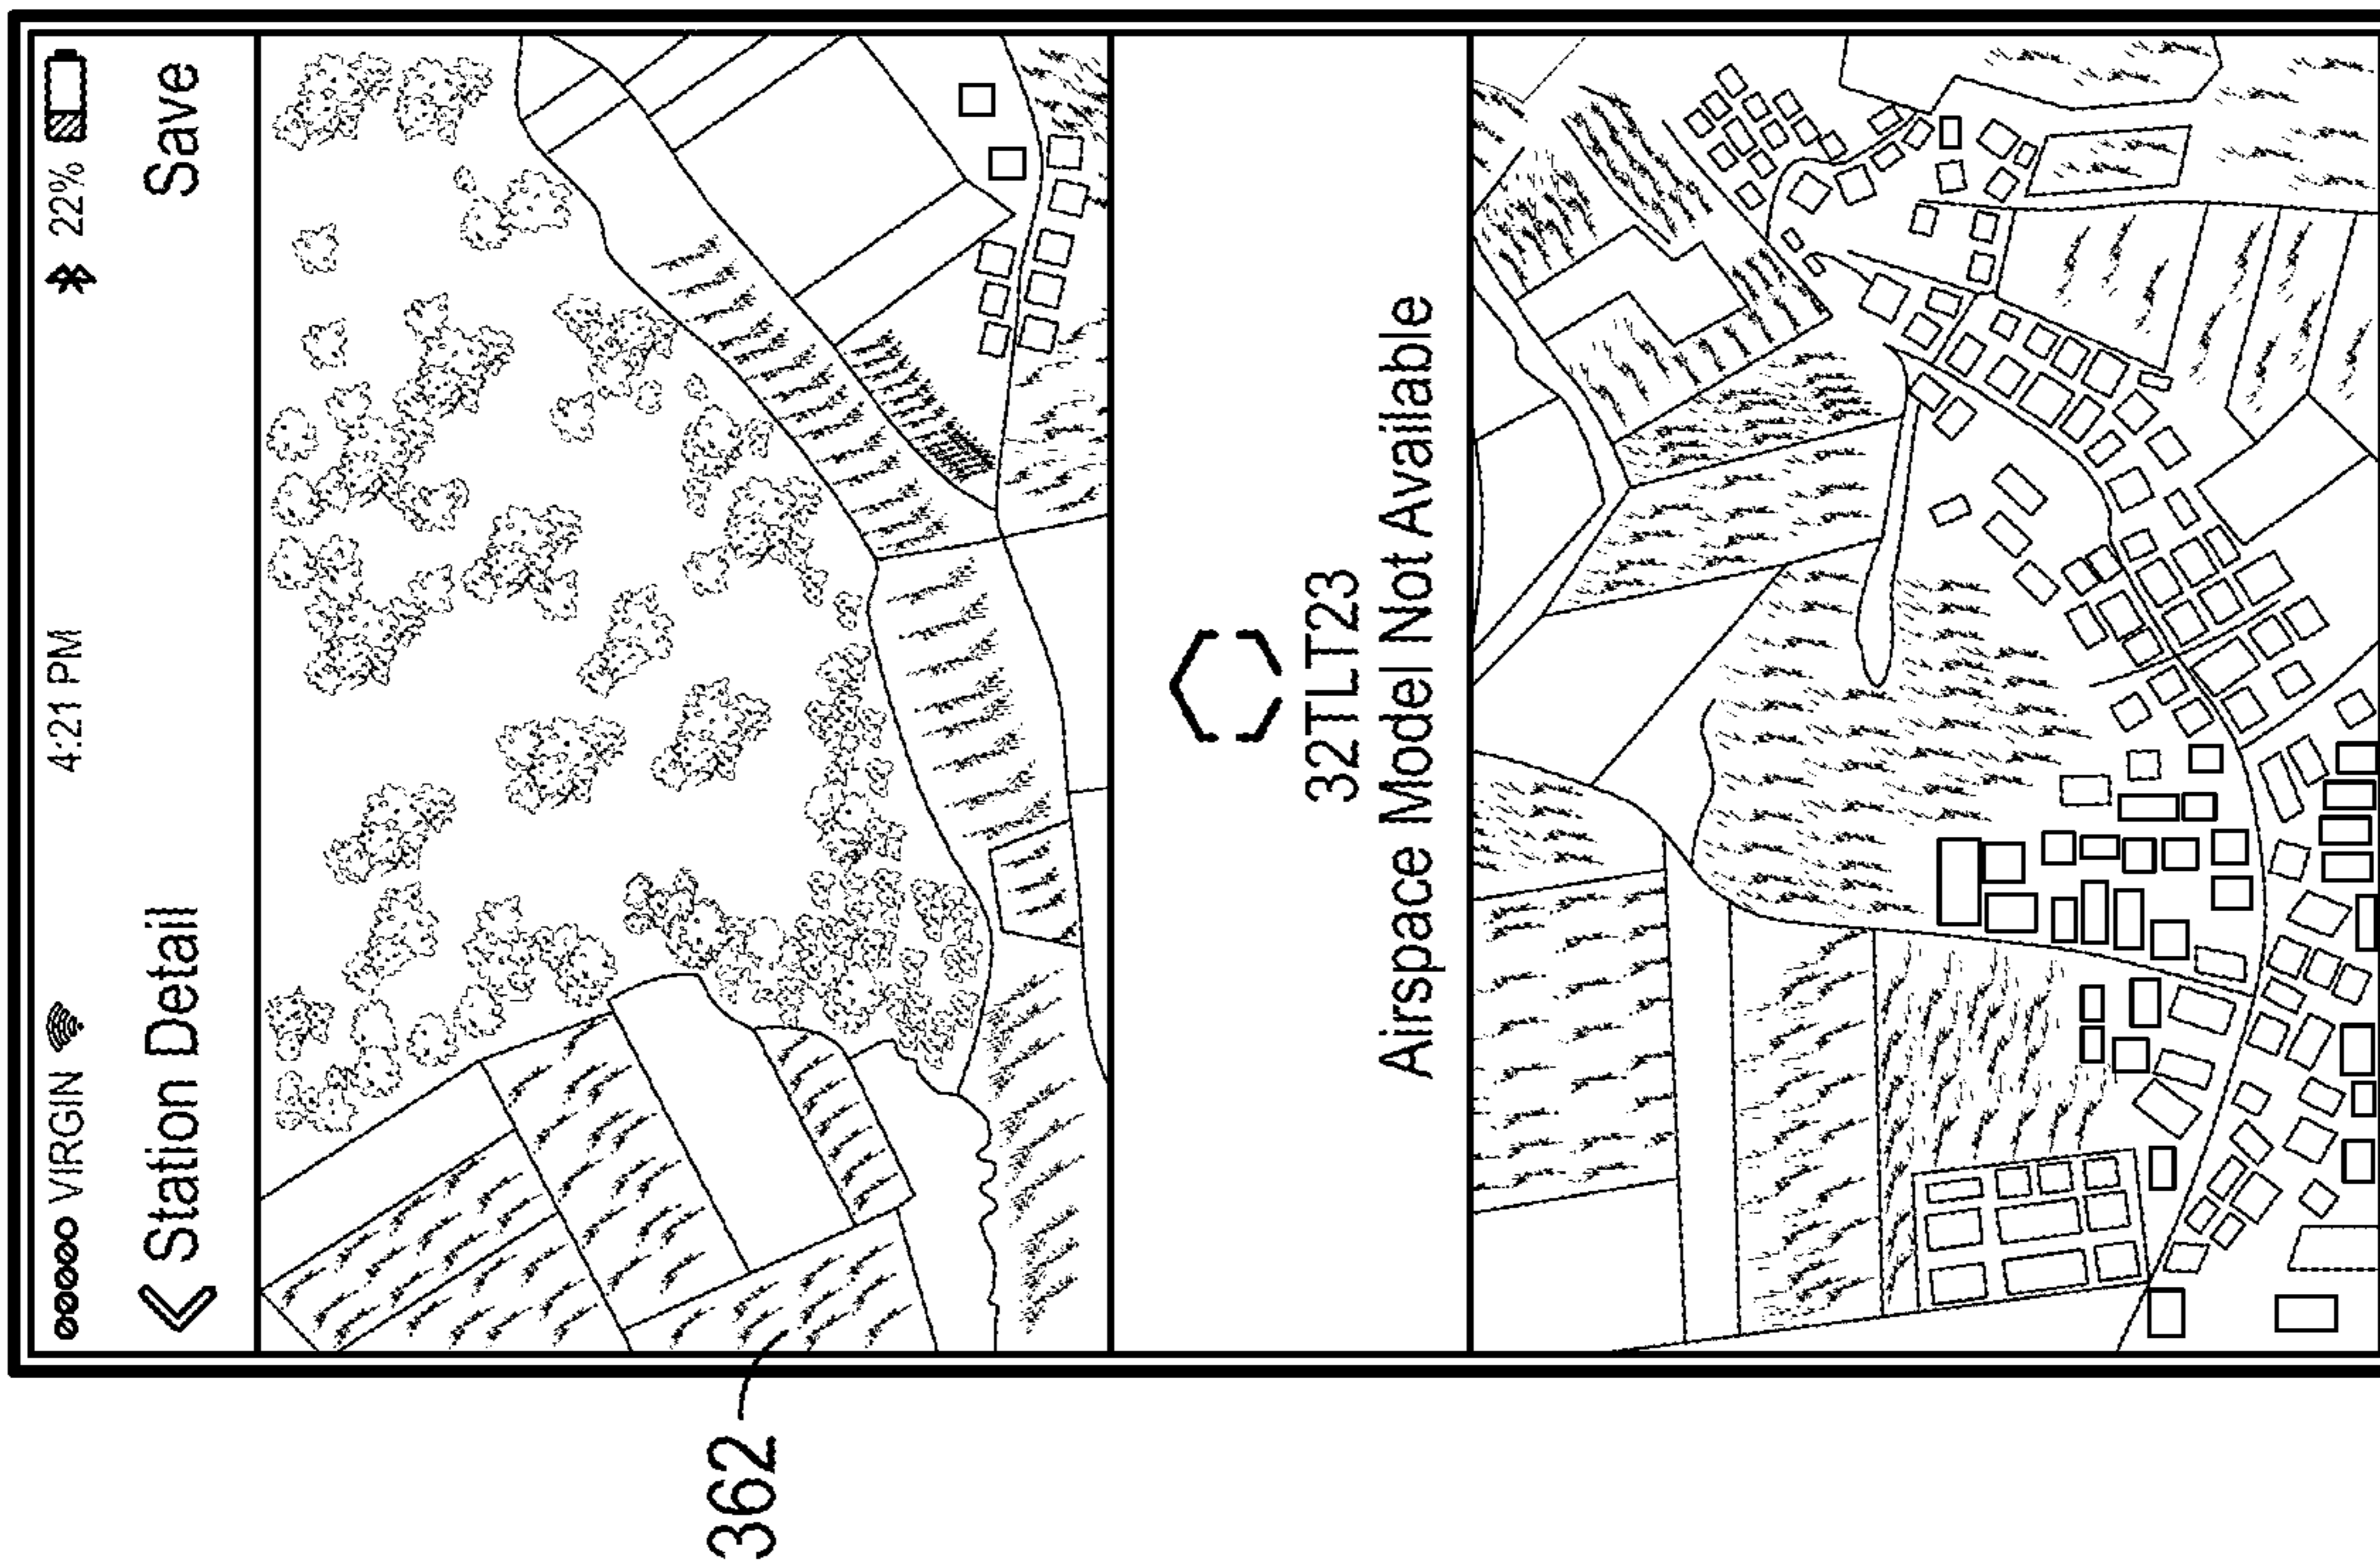 VIRGIN 4:21 PM 22%
Station Detail Save
362
32TLT23
Airspace Model Not Available